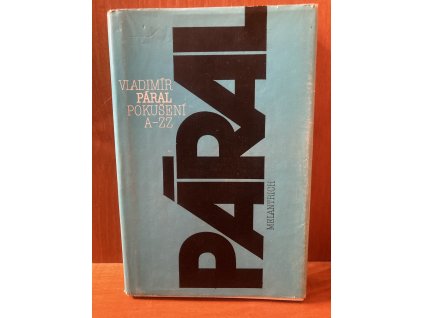 VLADIMÍR
PÁRAL
POKUŠENÍ
A-ZZ
PÁRAL
MELANTRICH